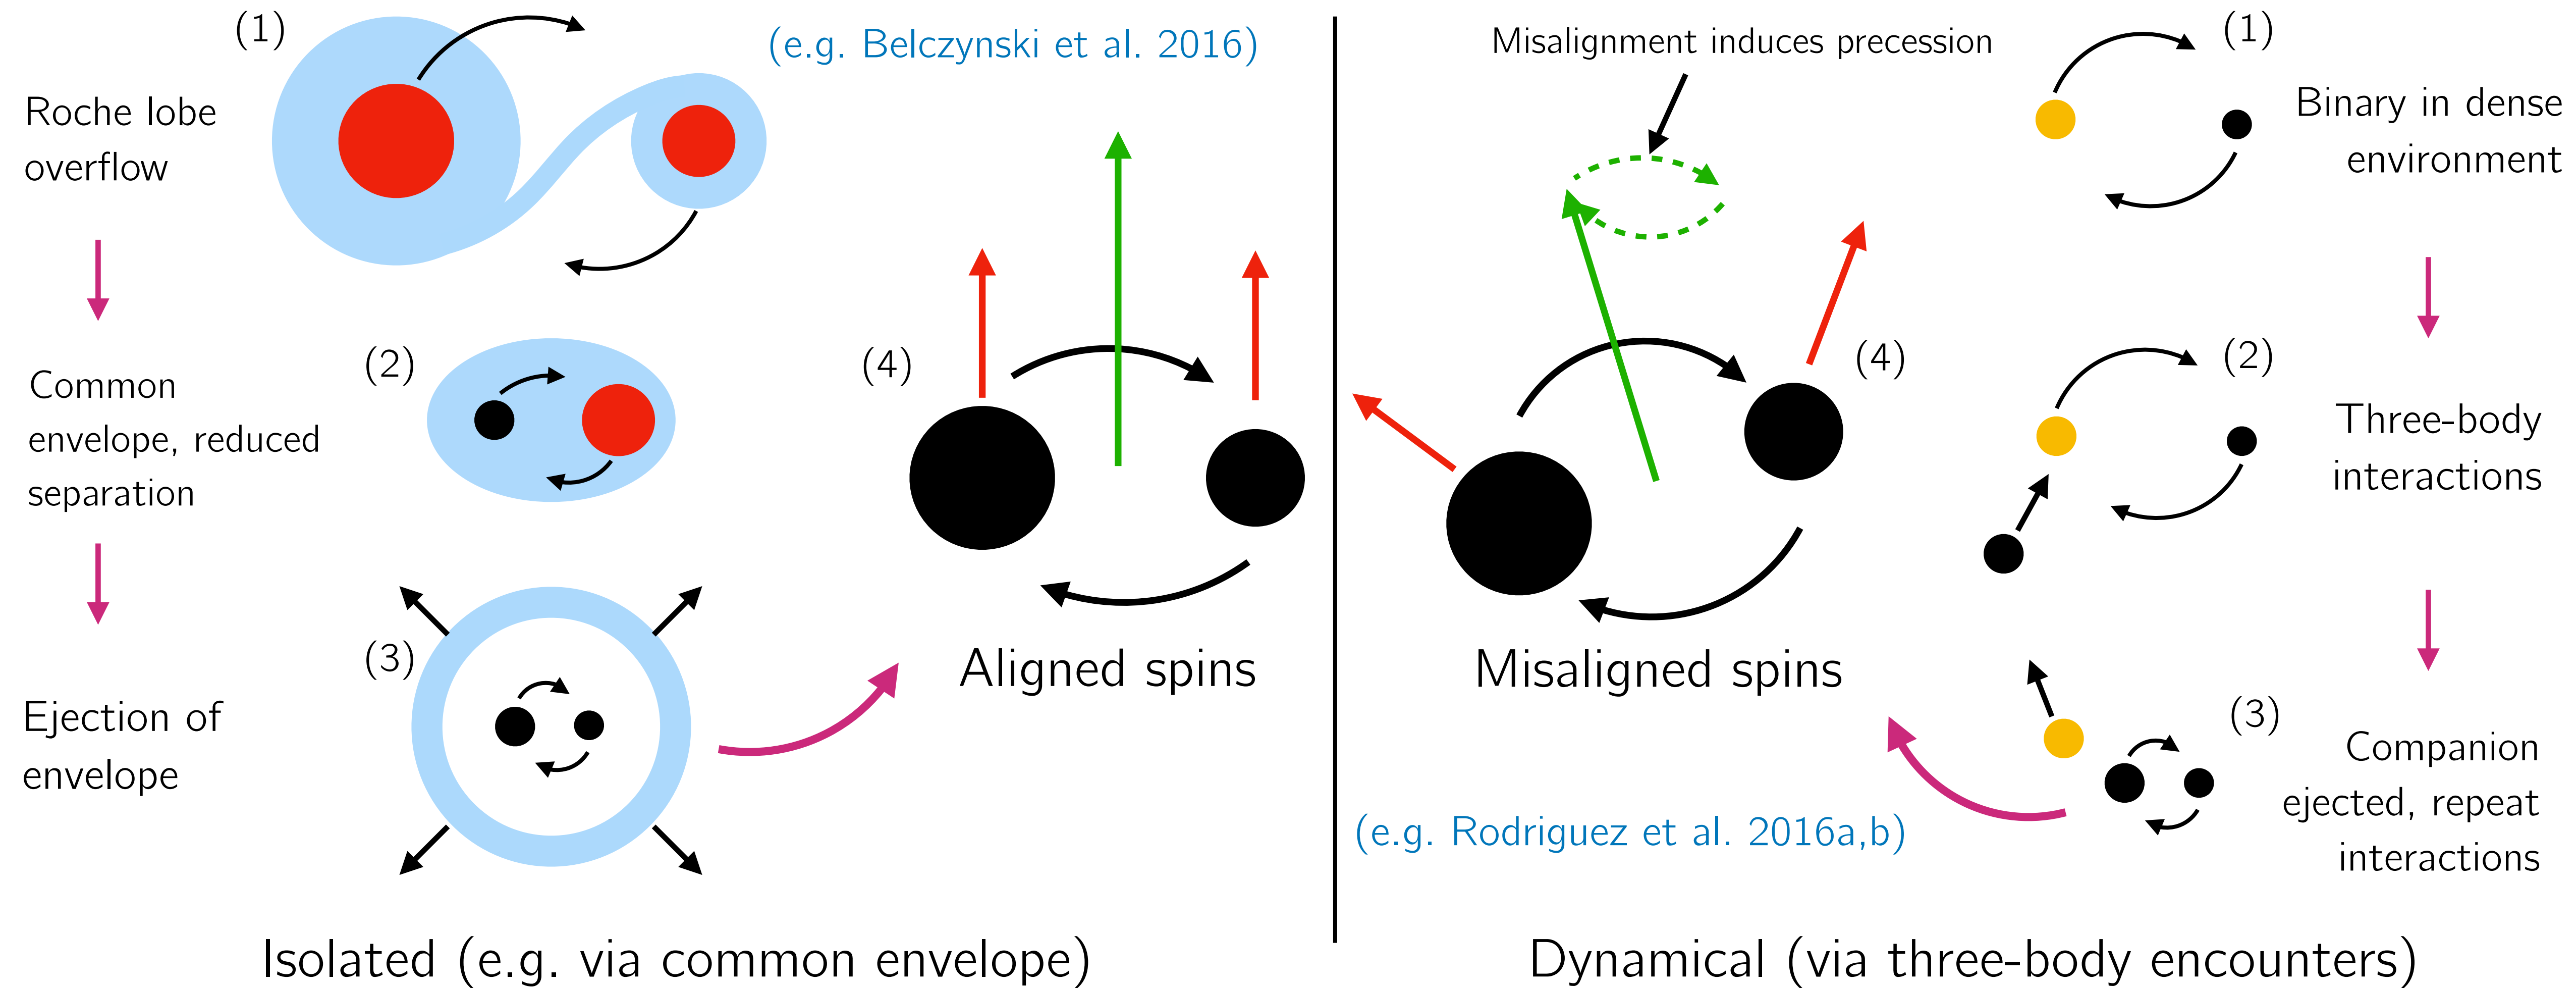 (1)
(e.g. Belczynski et al. 2016)
Roche lobe
overflow
(2)
Common
envelope, reduced
separation
(3)
Ejection of
envelope
(4)
Aligned spins
Isolated (e.g. via common envelope)
Misalignment induces precession
(1)
Binary in dense
environment
(2)
Three-body
interactions
(3)
Companion
ejected, repeat
interactions
(4)
Misaligned spins
(e.g. Rodriguez et al. 2016a,b)
Dynamical (via three-body encounters)